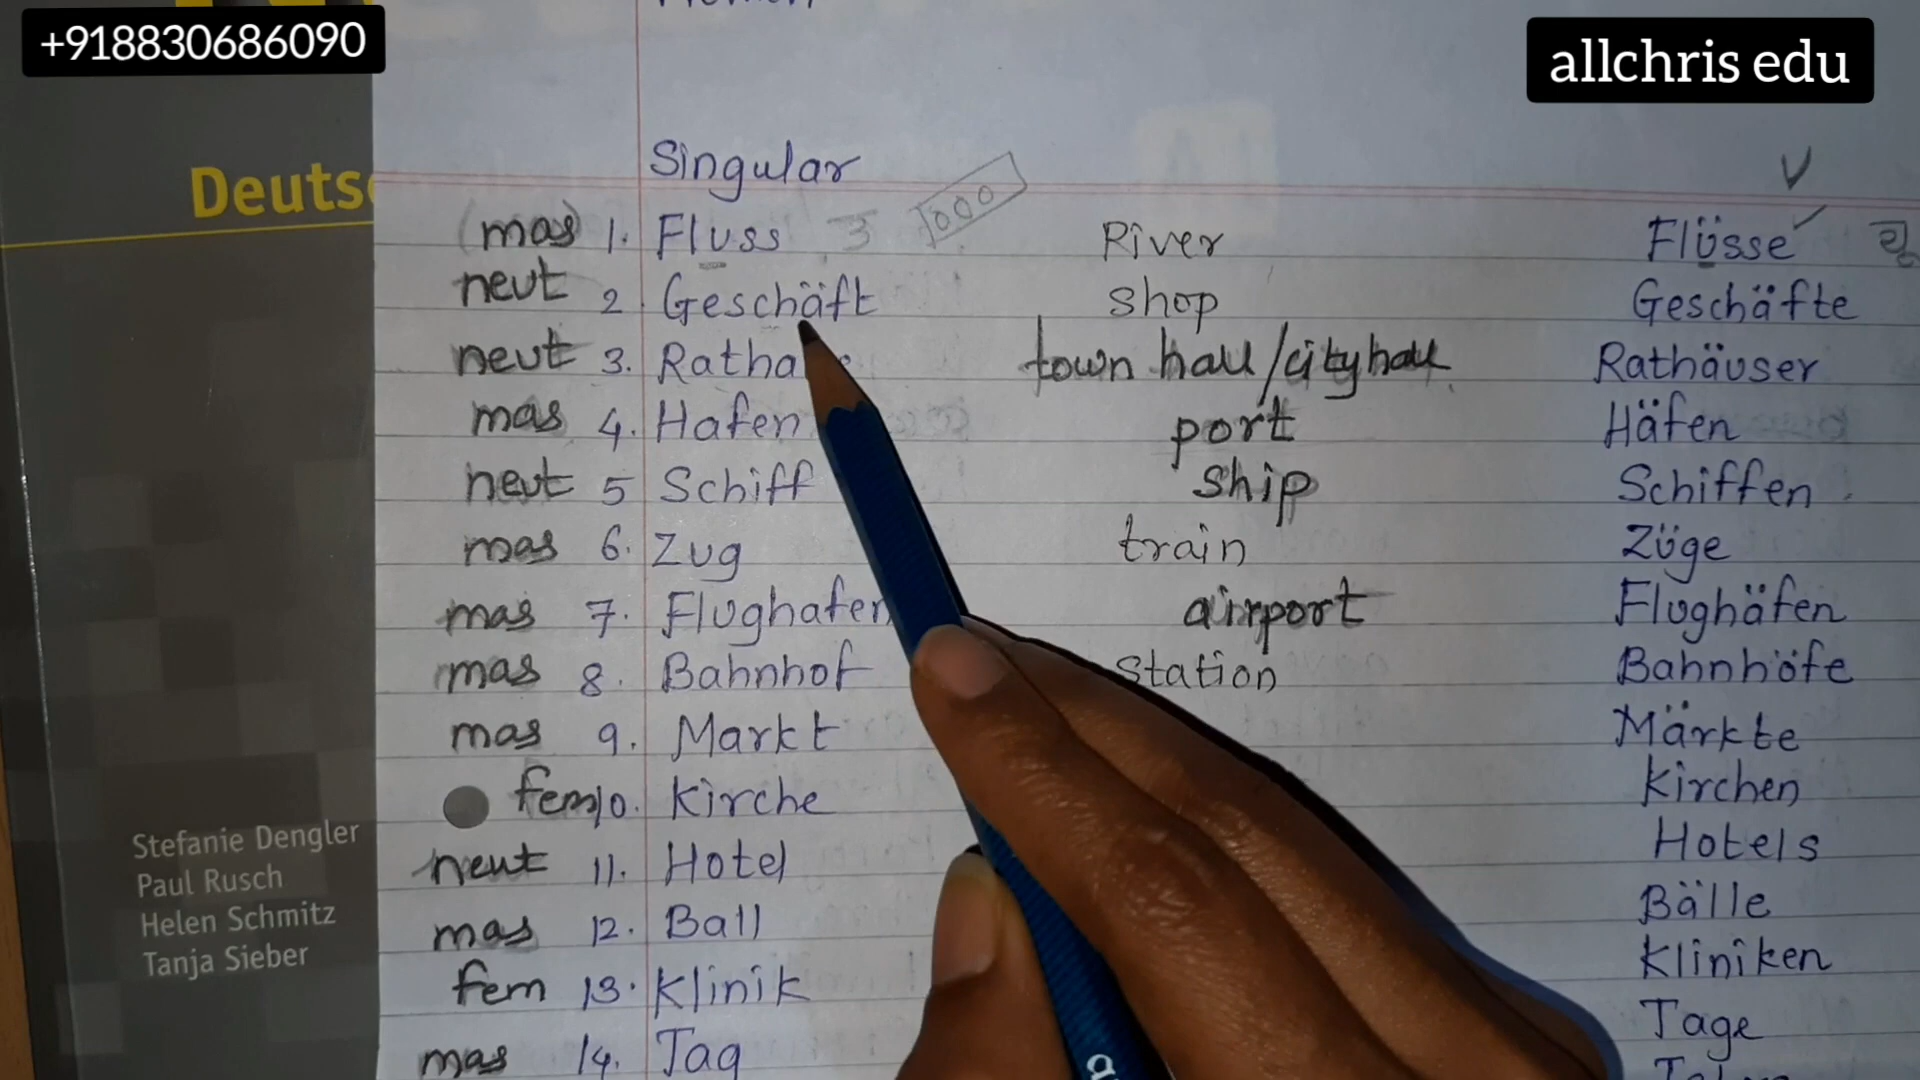 +918830686090
allchris edu
Deuts
Singular
(mas) 1. Fluss 3 1000 River Flüsse
neut 2. Geschäft shop Geschäfte
neut 3. Ratha town hall/cityhall Rathäuser
mas 4. Hafen port Häfen
neut 5 Schiff ship Schiffen
mas 6. Zug train Züge
mas 7. Flughafen airport Flughäfen
mas 8. Bahnhof station Bahnhöfe
mas 9. Markt Märkte
fem 10. Kirche Kirchen
neut 11. Hotel Hotels
mas 12. Ball Bälle
fem 13. Klinik Kliniken
mas 14. Tag Tage
Stefanie Dengler
Paul Rusch
Helen Schmitz
Tanja Sieber